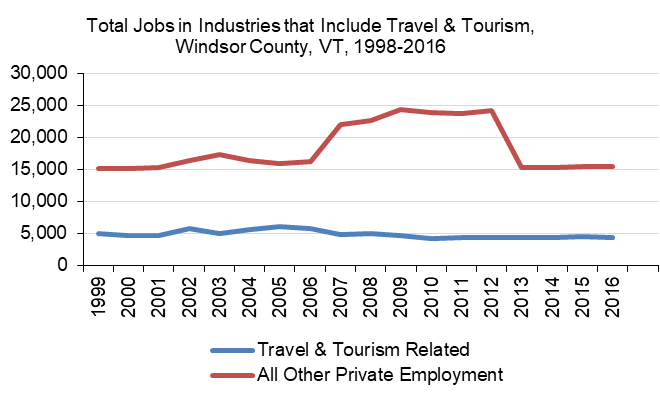 Total Jobs in Industries that Include Travel & Tourism,
Windsor County, VT, 1998-2016
30,000
25,000
20,000
15,000
10,000
5,000
0
1999 2000 2001 2002 2003 2004 2005 2006 2007 2008 2009 2010 2011 2012 2013 2014 2015 2016
Travel & Tourism Related
All Other Private Employment